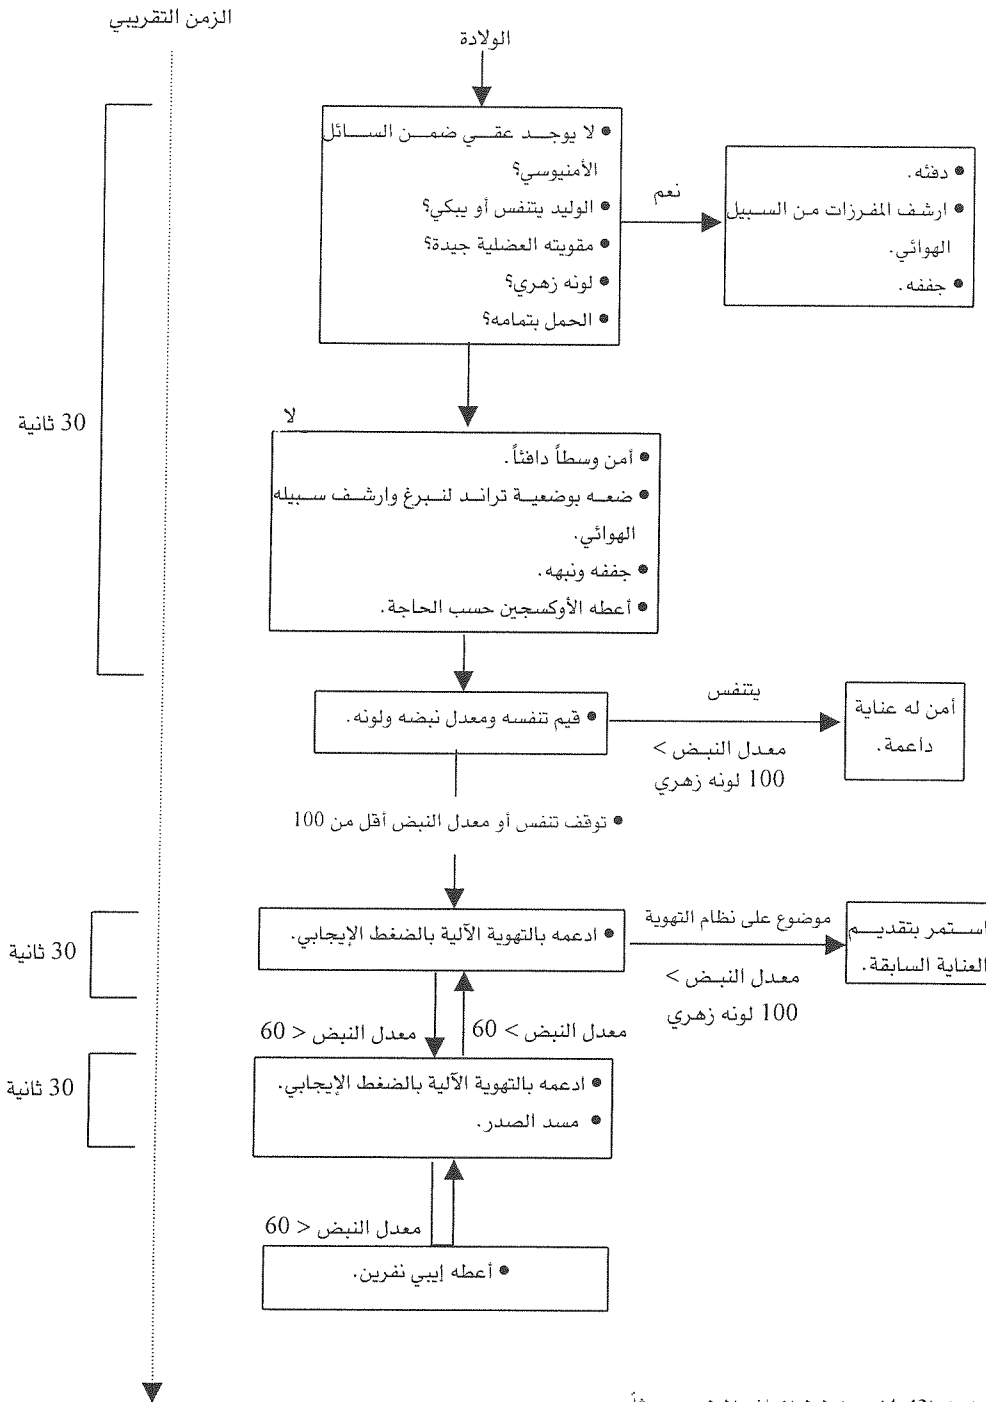 الزمن التقريبي
الولادة
● لا يوجد عقي ضمن السائل
الأمنيوسي؟
● الوليد يتنفس أو يبكي؟
● مقويته العضلية جيدة؟
● لونه زهري؟
● الحمل بتمامه؟
نعم
● دفئه.
● ارشف المفرزات من السبيل
الهوائي.
● جففه.
30 ثانية
لا
● أمن وسطاً دافئاً.
● ضعه بوضعية تراند لنبرغ وارشف سبيله
الهوائي.
● جففه ونبهه.
● أعطه الأوكسجين حسب الحاجة.
● قيم تنفسه ومعدل نبضه ولونه.
يتنفس
معدل النبض >
100 لونه زهري
أمن له عناية
داعمة.
● توقف تنفس أو معدل النبض أقل من 100
30 ثانية
● ادعمه بالتهوية الآلية بالضغط الإيجابي.
موضوع على نظام التهوية
معدل النبض >
100 لونه زهري
استمر بتقديم
العناية السابقة.
معدل النبض < 60
معدل النبض > 60
30 ثانية
● ادعمه بالتهوية الآلية بالضغط الإيجابي.
● مسد الصدر.
معدل النبض < 60
● أعطه إيبي نفرين.